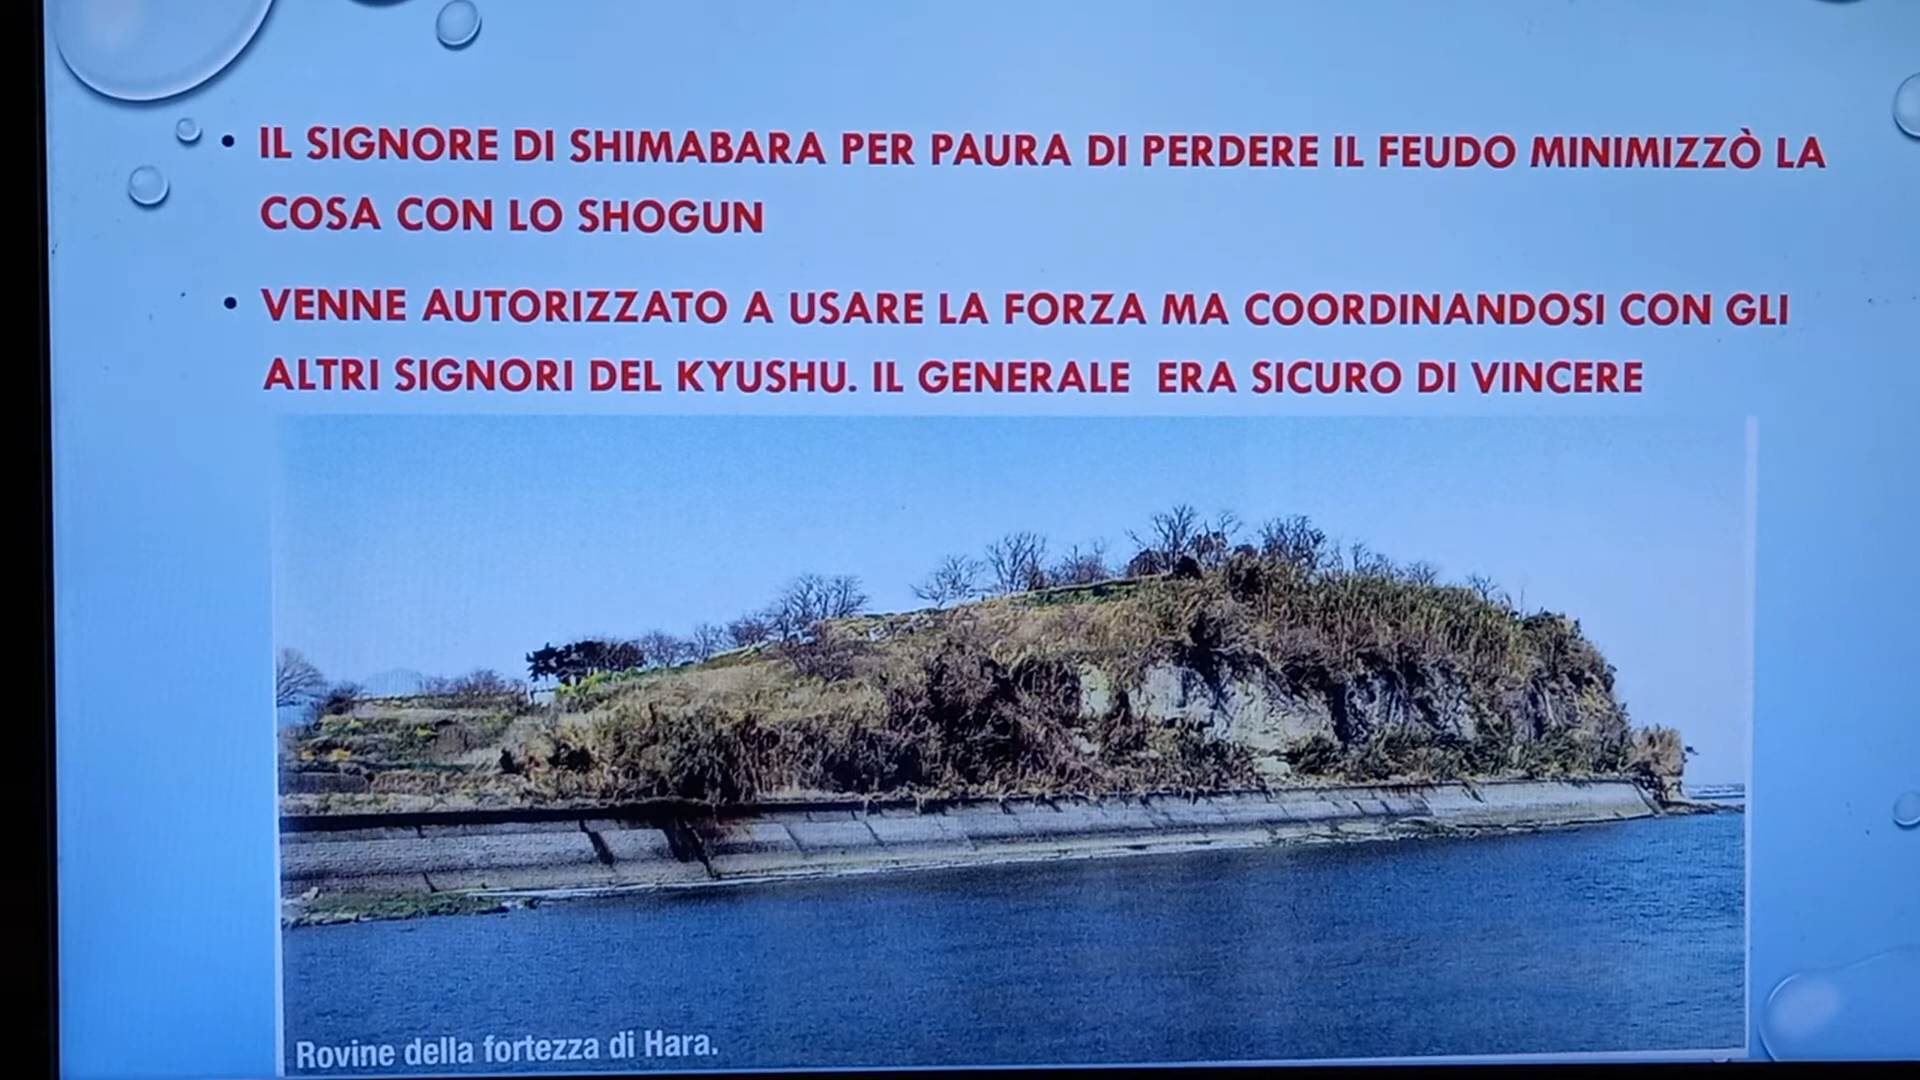 • IL SIGNORE DI SHIMABARA PER PAURA DI PERDERE IL FEUDO MINIMIZZÒ LA
COSA CON LO SHOGUN
• VENNE AUTORIZZATO A USARE LA FORZA MA COORDINANDOSI CON GLI
ALTRI SIGNORI DEL KYUSHU. IL GENERALE ERA SICURO DI VINCERE
Rovine della fortezza di Hara.